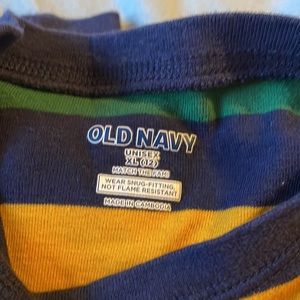 OLD NAVY
UNISEX
XL (12)
MATCH THE FAM!
WEAR SNUG-FITTING,
NOT FLAME RESISTANT
MADE IN CAMBODIA